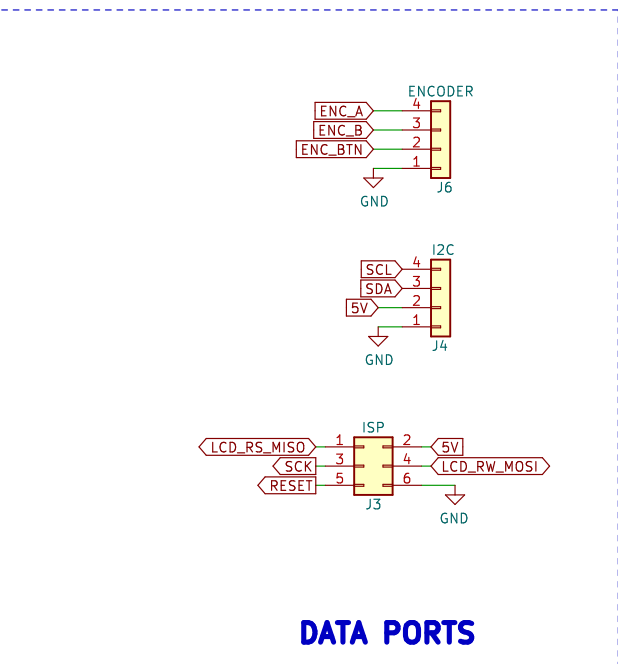 ENCODER
ENC_A 4
ENC_B 3
ENC_BTN 2
1
GND
J6
I2C
SCL 4
SDA 3
5V 2
1
GND
J4
ISP
LCD_RS_MISO 1 2 5V
SCK 3 4 LCD_RW_MOSI
RESET 5 6
J3
GND
DATA PORTS